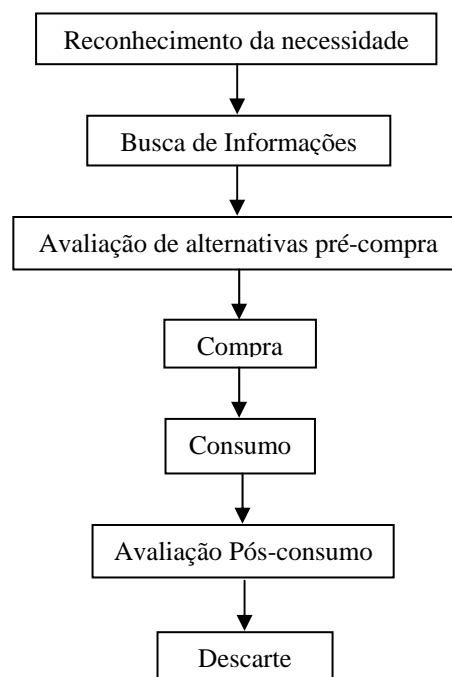 Reconhecimento da necessidade
Busca de Informações
Avaliação de alternativas pré-compra
Compra
Consumo
Avaliação Pós-consumo
Descarte